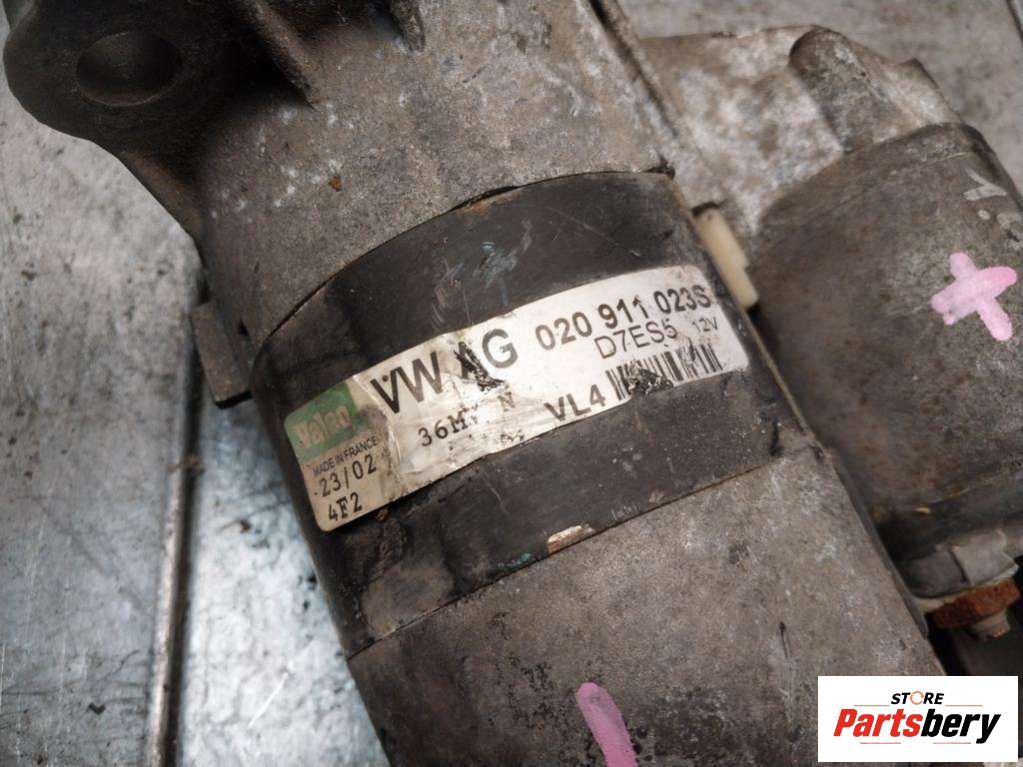 VW AG 020 911 023S
D7ES5 12V
Valeo
36M N VL4
MADE IN FRANCE
23/02
4F2
STORE
Partsbery